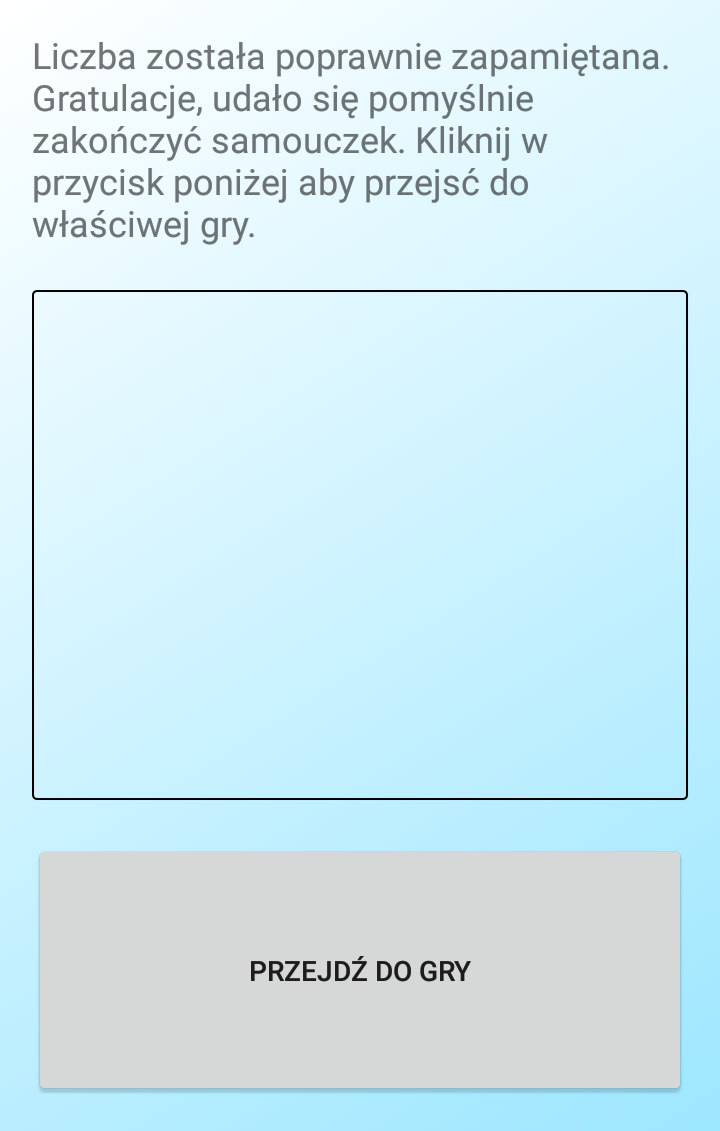 Liczba została poprawnie zapamiętana.
Gratulacje, udało się pomyślnie
zakończyć samouczek. Kliknij w
przycisk poniżej aby przejsć do
właściwej gry.
PRZEJDŹ DO GRY